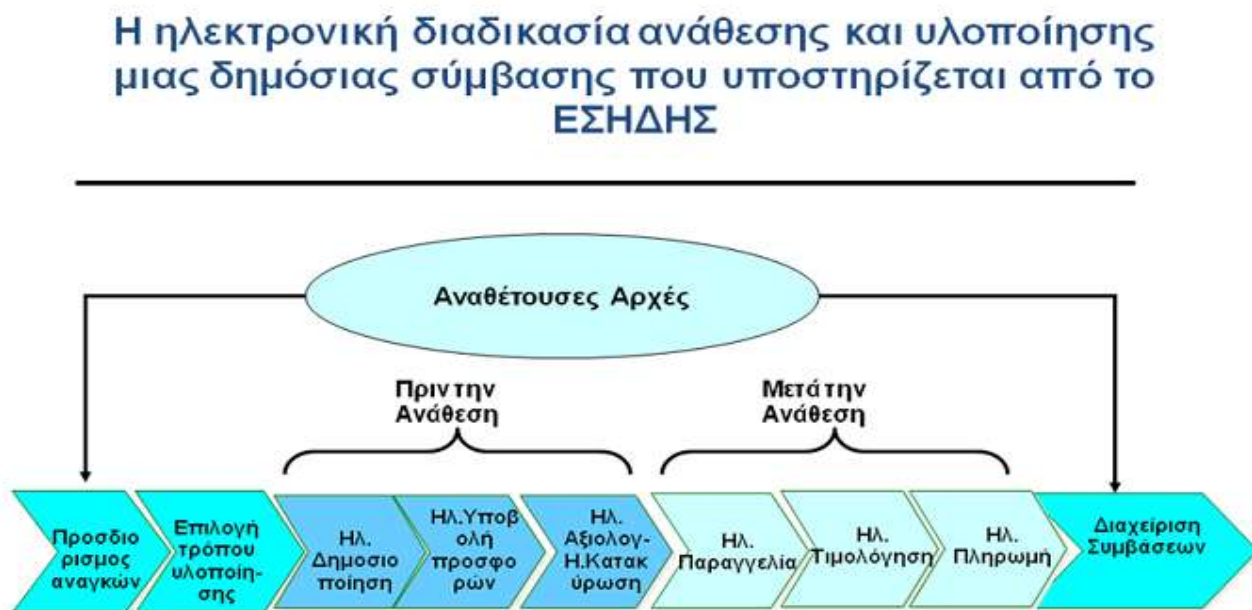 Η ηλεκτρονική διαδικασία ανάθεσης και υλοποίησης
μιας δημόσιας σύμβασης που υποστηρίζεται από το
ΕΣΗΔΗΣ
Αναθέτουσες Αρχές
Πριν την
Ανάθεση
Μετά την
Ανάθεση
Προσδιο
ρισμος
αναγκών
Επιλογή
τρόπου
υλοποίη-
σης
Ηλ.
Δημοσιο
ποίηση
Ηλ.Υποβ
ολή
προσφο
ρών
Ηλ.
Αξιολογ-
Η.Κατακ
ύρωση
Ηλ.
Παραγγελία
Ηλ.
Τιμολόγηση
Ηλ.
Πληρωμή
Διαχείριση
Συμβάσεων